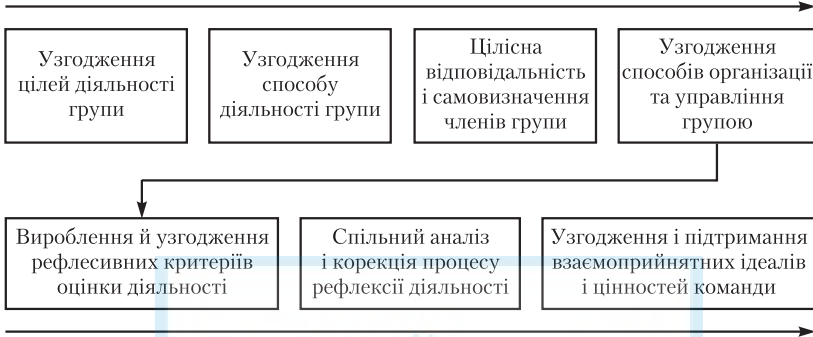 Узгодження
цілей діяльності
групи
Узгодження
способу
діяльності групи
Цілісна
відповідальність
і самовизначення
членів групи
Узгодження
способів організації
та управління
групою
Вироблення й узгодження
рефлесивних критеріїв
оцінки діяльності
Спільний аналіз
і корекція процесу
рефлексії діяльності
Узгодження і підтримання
взаємоприйнятних ідеалів
і цінностей команди